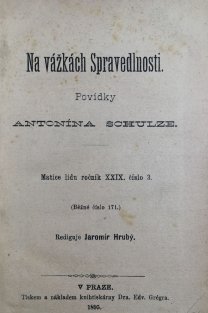 Na vážkách Spravedlnosti.
Povídky
ANTONÍNA SCHULZE.
Matice lidu ročník XXIX. číslo 3.
(Běžné číslo 171.)
Rediguje Jaromír Hrubý.
V PRAZE.
Tiskem a nákladem knihtiskárny Dra. Edv. Grégra.
1895.